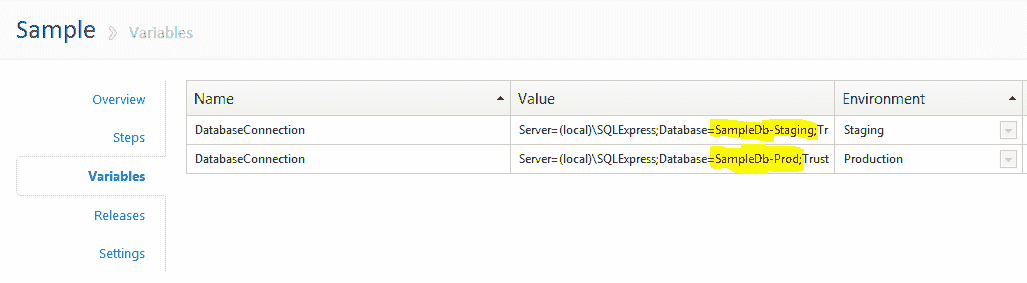 Sample » Variables
Overview
Steps
Variables
Releases
Settings
Name Value Environment
DatabaseConnection Server=(local)\SQLExpress;Database=SampleDb-Staging;Tr Staging
DatabaseConnection Server=(local)\SQLExpress;Database=SampleDb-Prod;Trust Production